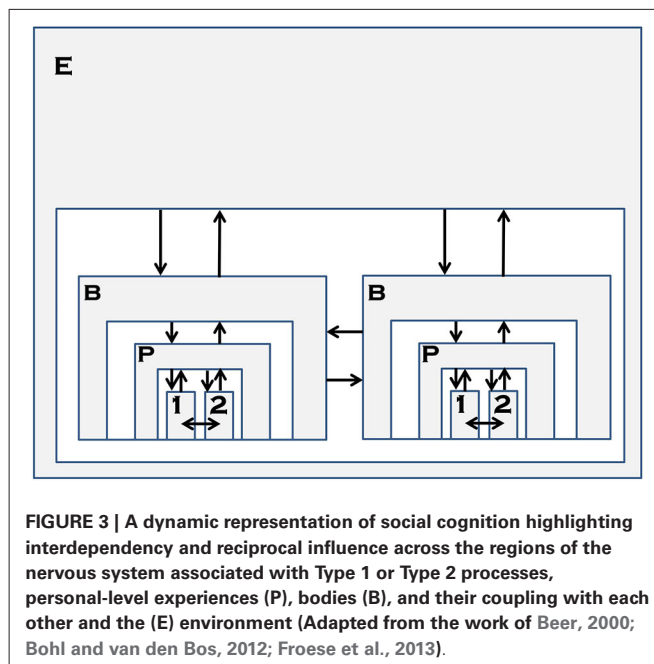 E
B
B
P
P
1 2
1 2
FIGURE 3 | A dynamic representation of social cognition highlighting
interdependency and reciprocal influence across the regions of the
nervous system associated with Type 1 or Type 2 processes,
personal-level experiences (P), bodies (B), and their coupling with each
other and the (E) environment (Adapted from the work of Beer, 2000;
Bohl and van den Bos, 2012; Froese et al., 2013).